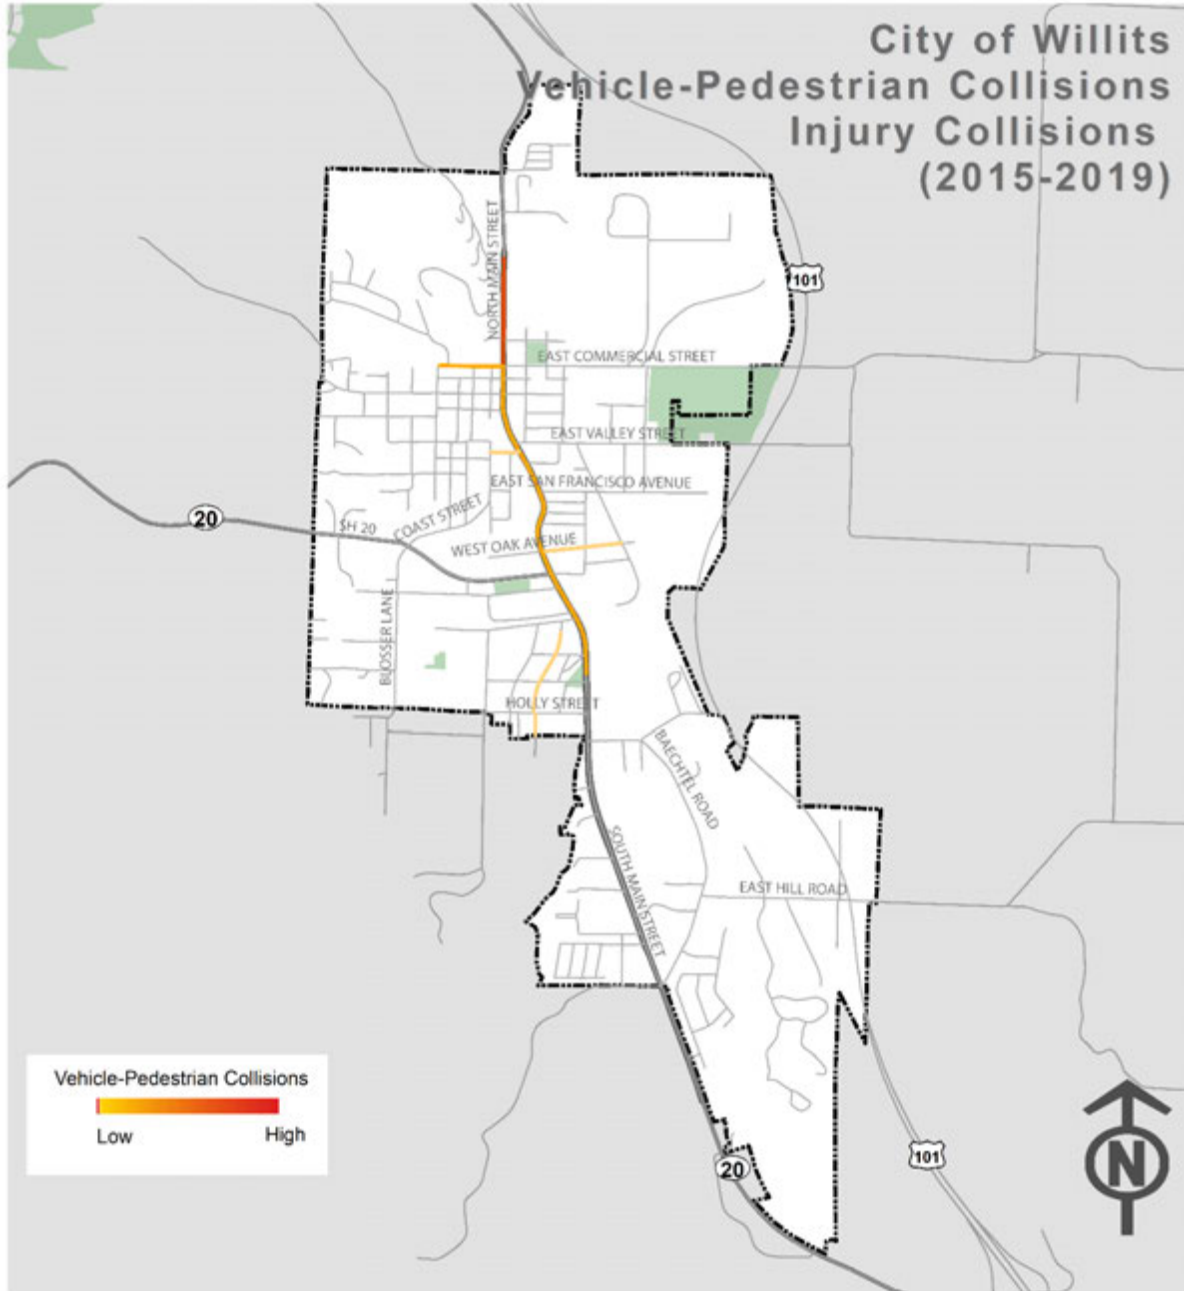 City of Willits
Vehicle-Pedestrian Collisions
Injury Collisions
(2015-2019)
NORTH MAIN STREET
101
EAST COMMERCIAL STREET
EAST VALLEY STREET
EAST SAN FRANCISCO AVENUE
20
SH 20
COAST STREET
WEST OAK AVENUE
BLOSSER LANE
HOLLY STREET
BAECHTEL ROAD
SOUTH MAIN STREET
EAST HILL ROAD
Vehicle-Pedestrian Collisions
Low High
20
101
N